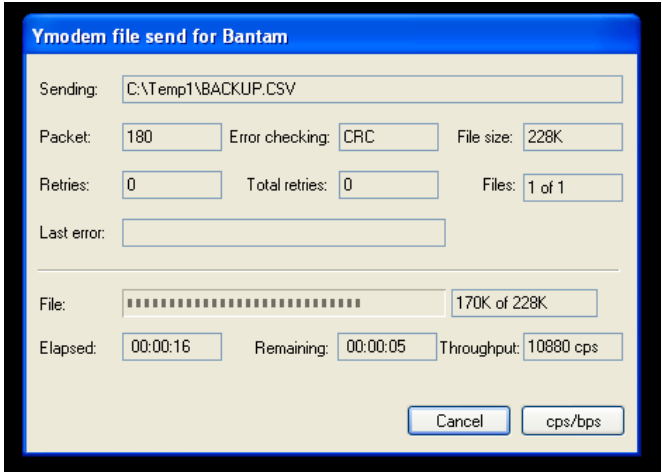 Ymodem file send for Bantam
Sending: C:\Temp1\BACKUP.CSV
Packet: 180 Error checking: CRC File size: 228K
Retries: 0 Total retries: 0 Files: 1 of 1
Last error:
File: 170K of 228K
Elapsed: 00:00:16 Remaining: 00:00:05 Throughput: 10880 cps
Cancel cps/bps